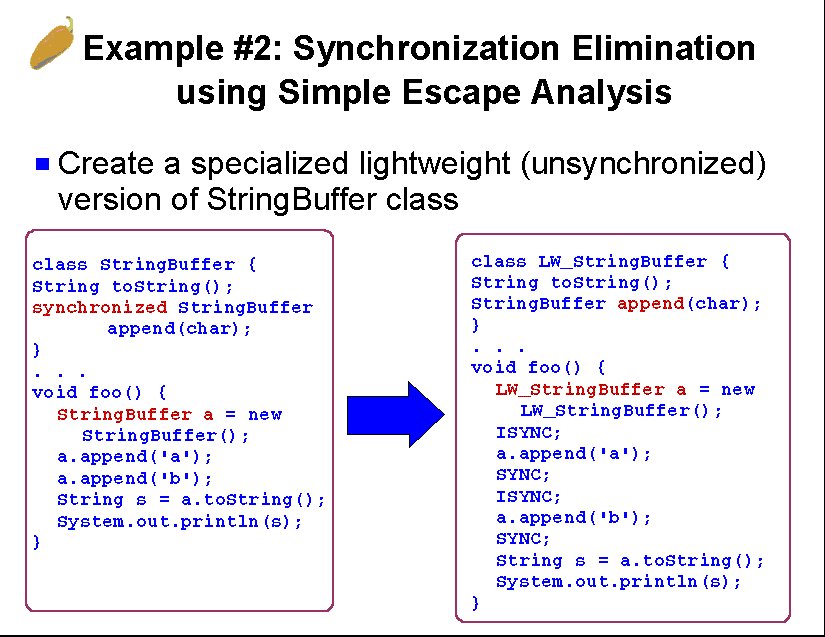 Example #2: Synchronization Elimination
using Simple Escape Analysis
Create a specialized lightweight (unsynchronized)
version of StringBuffer class
class StringBuffer {
String toString();
synchronized StringBuffer
append(char);
}
. . .
void foo() {
StringBuffer a = new
StringBuffer();
a.append('a');
a.append('b');
String s = a.toString();
System.out.println(s);
}
class LW_StringBuffer {
String toString();
StringBuffer append(char);
}
. . .
void foo() {
LW_StringBuffer a = new
LW_StringBuffer();
ISYNC;
a.append('a');
SYNC;
ISYNC;
a.append('b');
SYNC;
String s = a.toString();
System.out.println(s);
}